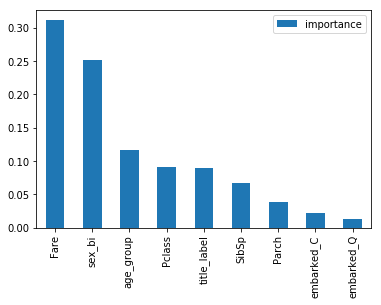 importance
0.30
0.25
0.20
0.15
0.10
0.05
0.00
Fare
sex_bi
age_group
Pclass
title_label
SibSp
Parch
embarked_C
embarked_Q